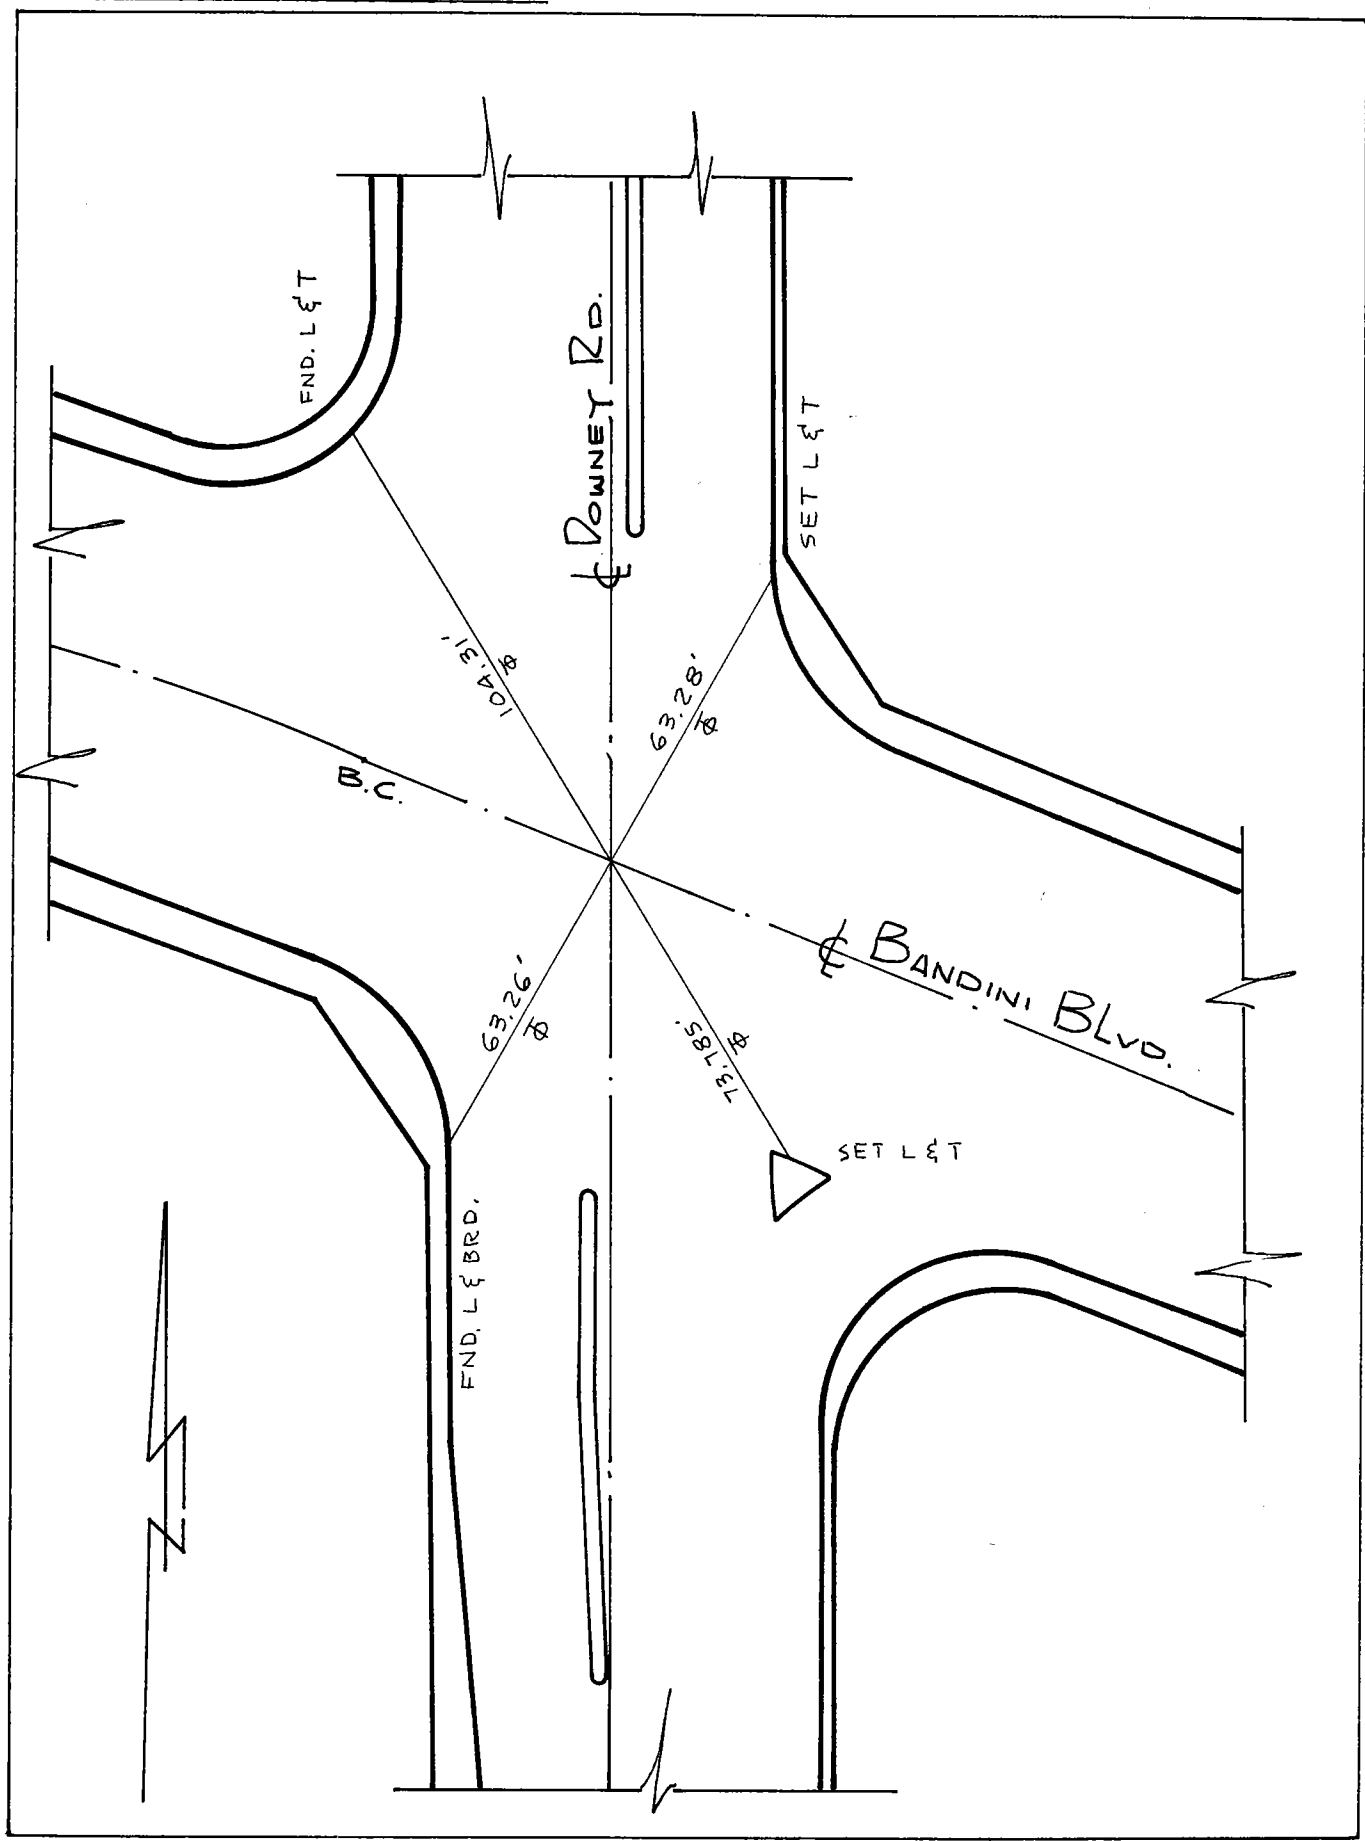 FND. L & T
℄ DOWNEY RD.
SET L & T
104.31'
63.28'
B.C.
℄ BANDINI BLVD.
63.26'
73.785'
SET L & T
FND. L & BRD.